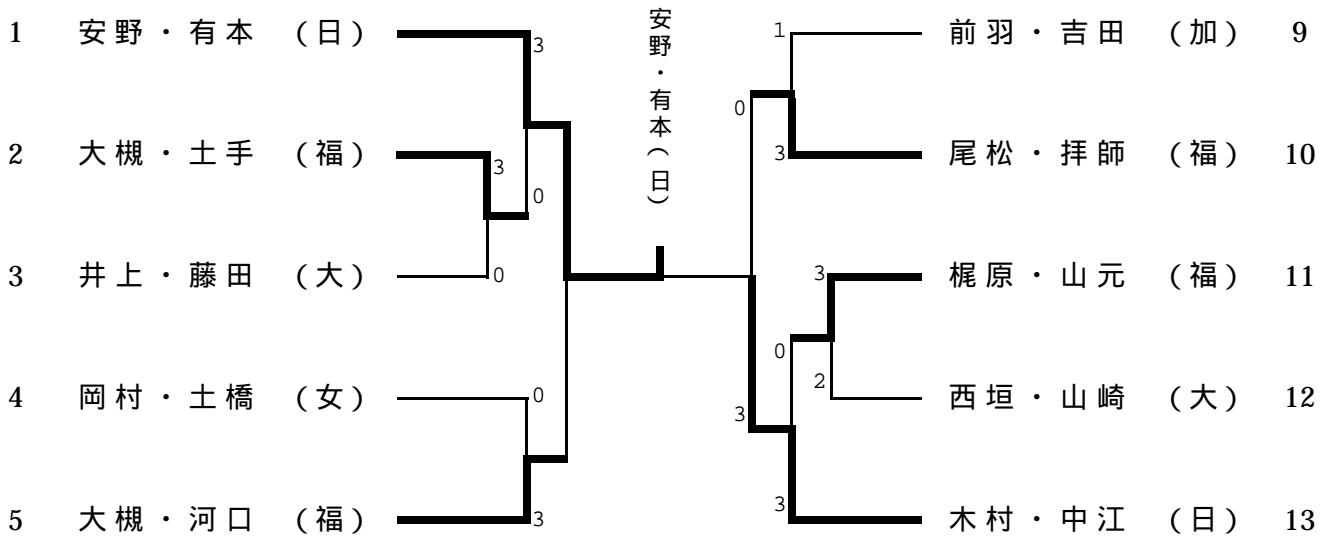 1 安野・有本 (日)
3
2 大槻・土手 (福)
3
0
3 井上・藤田 (大)
0
4 岡村・土橋 (女)
0
5 大槻・河口 (福)
3
安野・有本(日)
1
前羽・吉田 (加) 9
0
3
尾松・拝師 (福) 10
3
梶原・山元 (福) 11
0
2
西垣・山崎 (大) 12
3
3
木村・中江 (日) 13